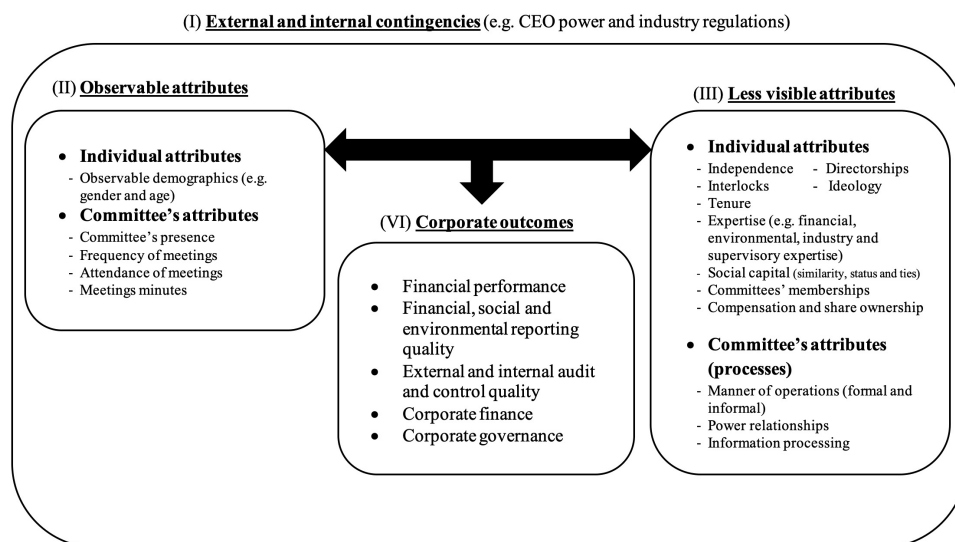 (I) External and internal contingencies (e.g. CEO power and industry regulations)
(II) Observable attributes
• Individual attributes
- Observable demographics (e.g.
gender and age)
• Committee's attributes
- Committee's presence
- Frequency of meetings
- Attendance of meetings
- Meetings minutes
(VI) Corporate outcomes
• Financial performance
• Financial, social and
environmental reporting
quality
• External and internal audit
and control quality
• Corporate finance
• Corporate governance
(III) Less visible attributes
• Individual attributes
- Independence - Directorships
- Interlocks - Ideology
- Tenure
- Expertise (e.g. financial,
environmental, industry and
supervisory expertise)
- Social capital (similarity, status and ties)
- Committees' memberships
- Compensation and share ownership
• Committee's attributes
(processes)
- Manner of operations (formal and
informal)
- Power relationships
- Information processing